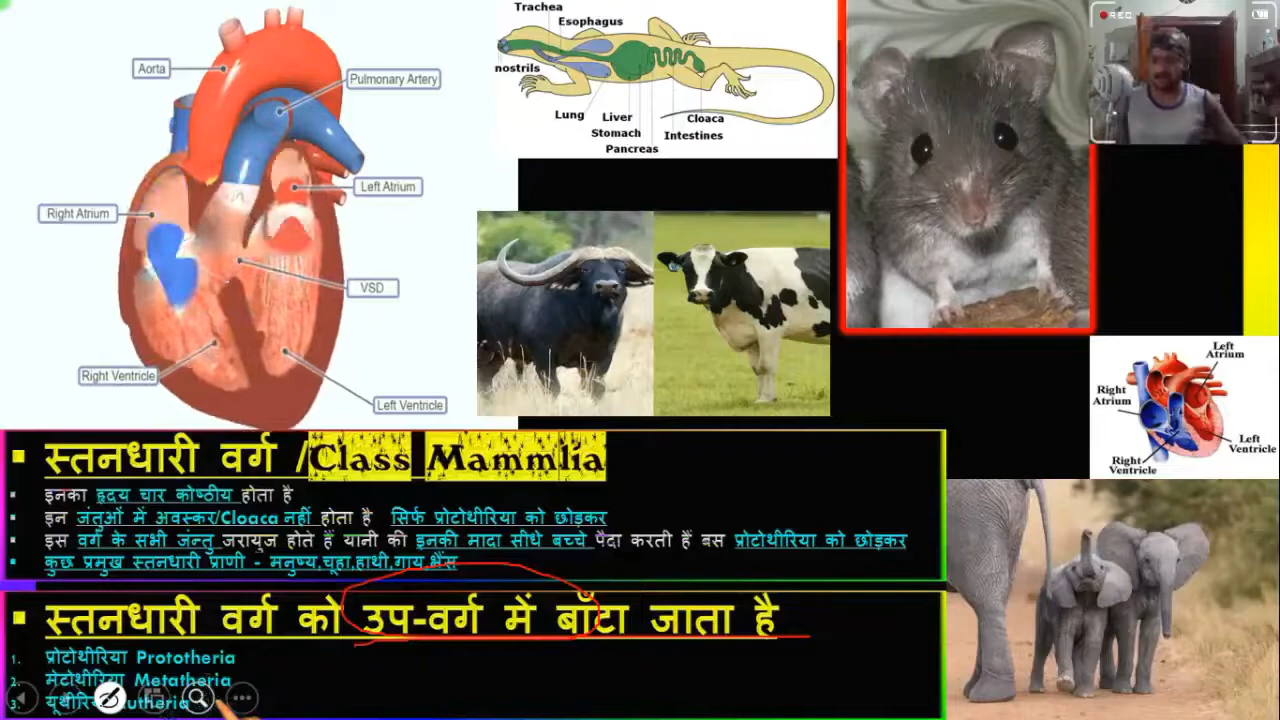 Trachea
Esophagus
nostrils
Lung
Liver
Stomach
Pancreas
Cloaca
Intestines
REC
Aorta
Pulmonary Artery
Left Atrium
Right Atrium
VSD
Right Ventricle
Left Ventricle
Left Atrium
Right Atrium
Left Ventricle
Right Ventricle
स्तनधारी वर्ग /Class Mammlia
इनका हृदय चार कोष्ठीय होता है
इन जंतुओं में अवस्कर/Cloaca नहीं होता है सिर्फ प्रोटोथीरिया को छोड़कर
इस वर्ग के सभी जंन्तु जरायुज होते हैं यानी की इनकी मादा सीधे बच्चे पैदा करती हैं बस प्रोटोथीरिया को छोड़कर
कुछ प्रमुख स्तनधारी प्राणी - मनुष्य,चूहा,हाथी,गाय,भैंस
स्तनधारी वर्ग को उप-वर्ग में बाँटा जाता है
1. प्रोटोथीरिया Prototheria
2. मेटोथीरिया Metatheria
3.